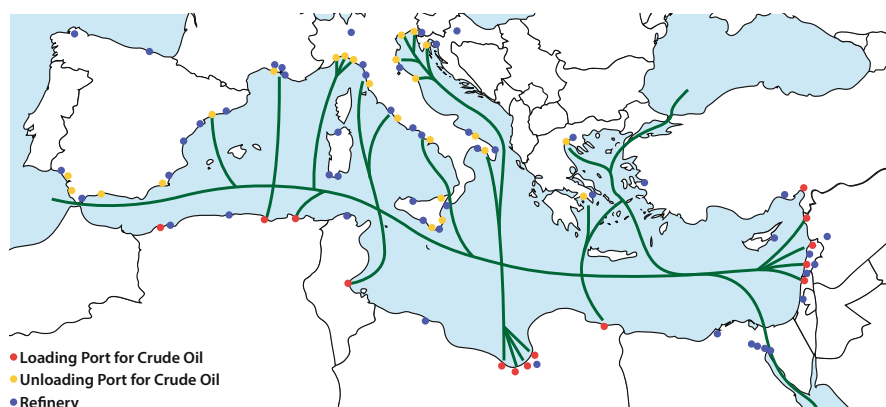 Loading Port for Crude Oil
Unloading Port for Crude Oil
Refinery